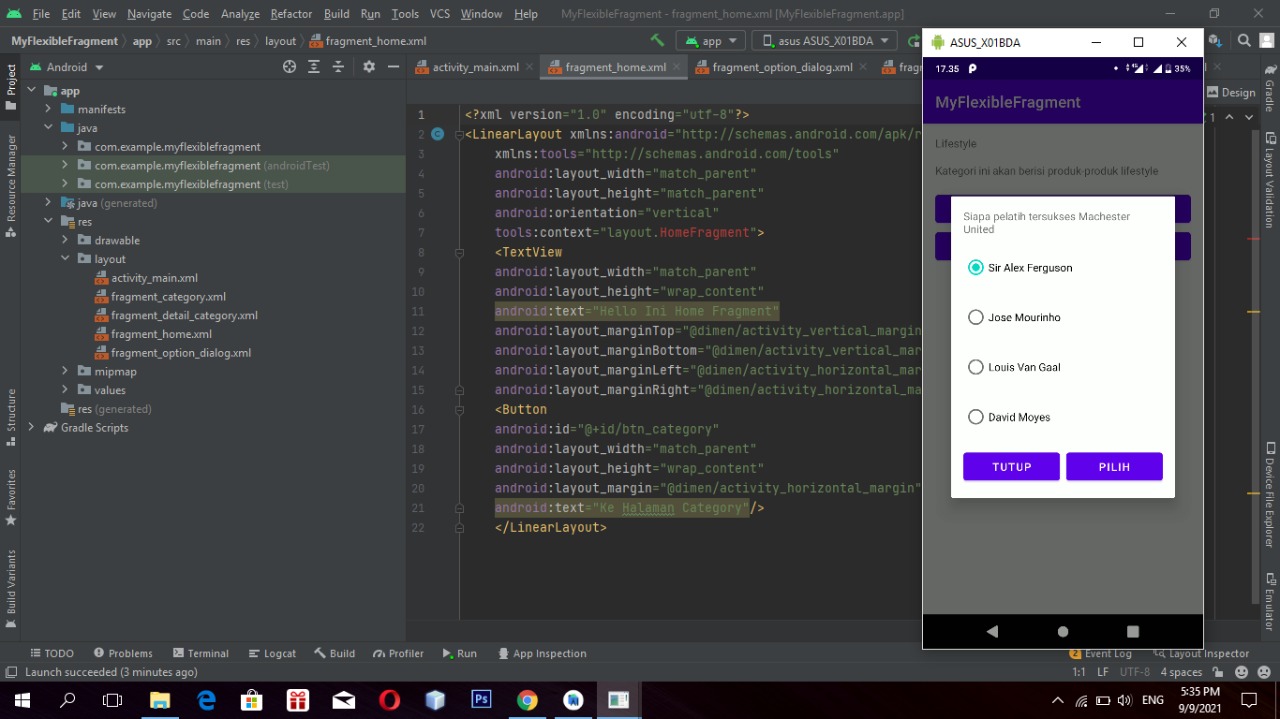 File Edit View Navigate Code Analyze Refactor Build Run Tools VCS Window Help MyFlexibleFragment - fragment_home.xml [MyFlexibleFragment.app]
MyFlexibleFragment app src main res layout fragment_home.xml
app asus ASUS_X01BDA
Project
Resource Manager
Structure
Favorites
Build Variants
Android
app
manifests
java
com.example.myflexiblefragment
com.example.myflexiblefragment (androidTest)
com.example.myflexiblefragment (test)
java (generated)
res
drawable
layout
activity_main.xml
fragment_category.xml
fragment_detail_category.xml
fragment_home.xml
fragment_option_dialog.xml
mipmap
values
res (generated)
Gradle Scripts
activity_main.xml fragment_home.xml fragment_option_dialog.xml
Design
1 <?xml version="1.0" encoding="utf-8"?>
2 <LinearLayout xmlns:android="http://schemas.android.com/apk/r
3 xmlns:tools="http://schemas.android.com/tools"
4 android:layout_width="match_parent"
5 android:layout_height="match_parent"
6 android:orientation="vertical"
7 tools:context="layout.HomeFragment">
8 <TextView
9 android:layout_width="match_parent"
10 android:layout_height="wrap_content"
11 android:text="Hello Ini Home Fragment"
12 android:layout_marginTop="@dimen/activity_vertical_margin
13 android:layout_marginBottom="@dimen/activity_vertical_mar
14 android:layout_marginLeft="@dimen/activity_horizontal_mar
15 android:layout_marginRight="@dimen/activity_horizontal_ma
16 <Button
17 android:id="@+id/btn_category"
18 android:layout_width="match_parent"
19 android:layout_height="wrap_content"
20 android:layout_margin="@dimen/activity_horizontal_margin"
21 android:text="Ke Halaman Category"/>
22 </LinearLayout>
ASUS_X01BDA
17.35 35%
MyFlexibleFragment
Lifestyle
Kategori ini akan berisi produk-produk lifestyle
Siapa pelatih tersukses Machester
United
Sir Alex Ferguson
Jose Mourinho
Louis Van Gaal
David Moyes
TUTUP PILIH
Gradle
Layout Validation
Device File Explorer
Emulator
TODO Problems Terminal Logcat Build Profiler Run App Inspection 2 Event Log Layout Inspector
Launch succeeded (3 minutes ago) 1:1 LF UTF-8 4 spaces
Ps
ENG
5:35 PM
9/9/2021